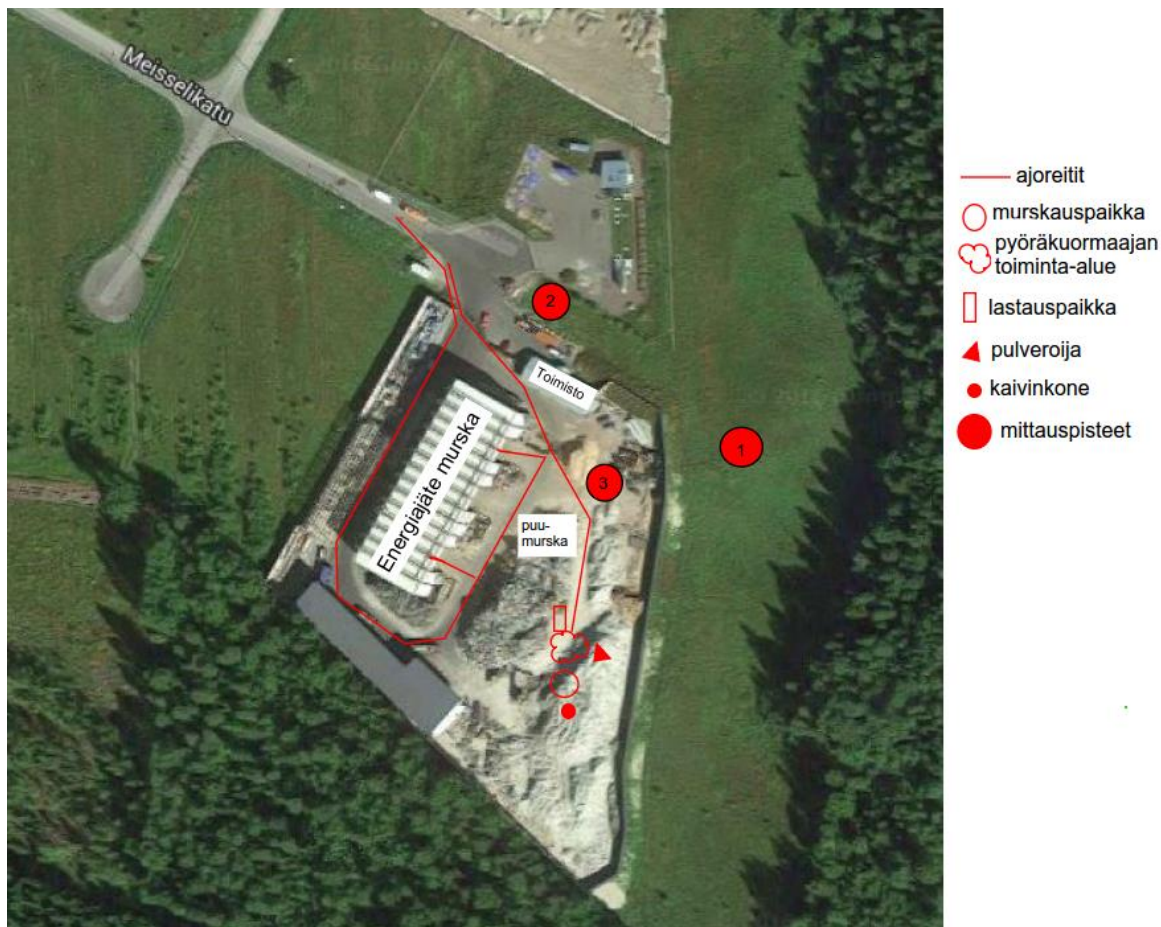 Meisselikatu
2
Toimisto
1
Energiajäte murska
3
puu-
murska
ajoreitit
murskauspaikka
pyöräkuormaajan
toiminta-alue
lastauspaikka
pulveroija
kaivinkone
mittauspisteet